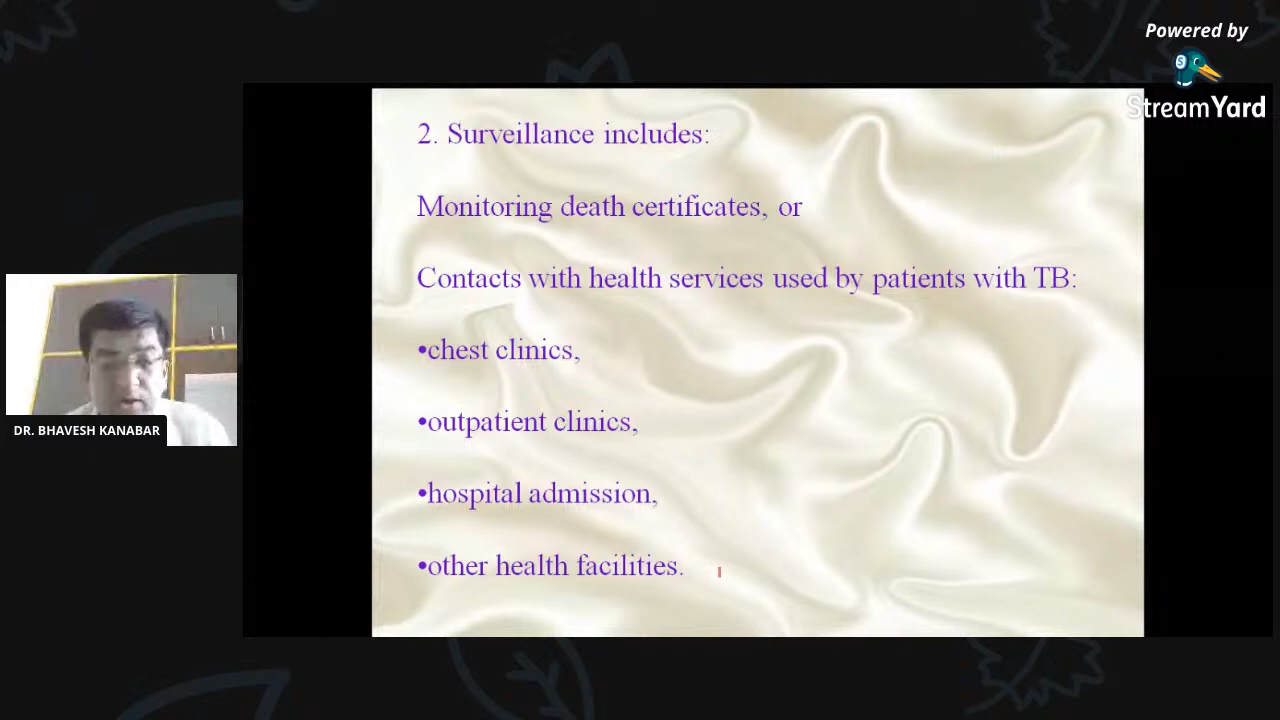 Powered by
StreamYard
2. Surveillance includes:
Monitoring death certificates, or
Contacts with health services used by patients with TB:
•chest clinics,
•outpatient clinics,
•hospital admission,
•other health facilities.
DR. BHAVESH KANABAR